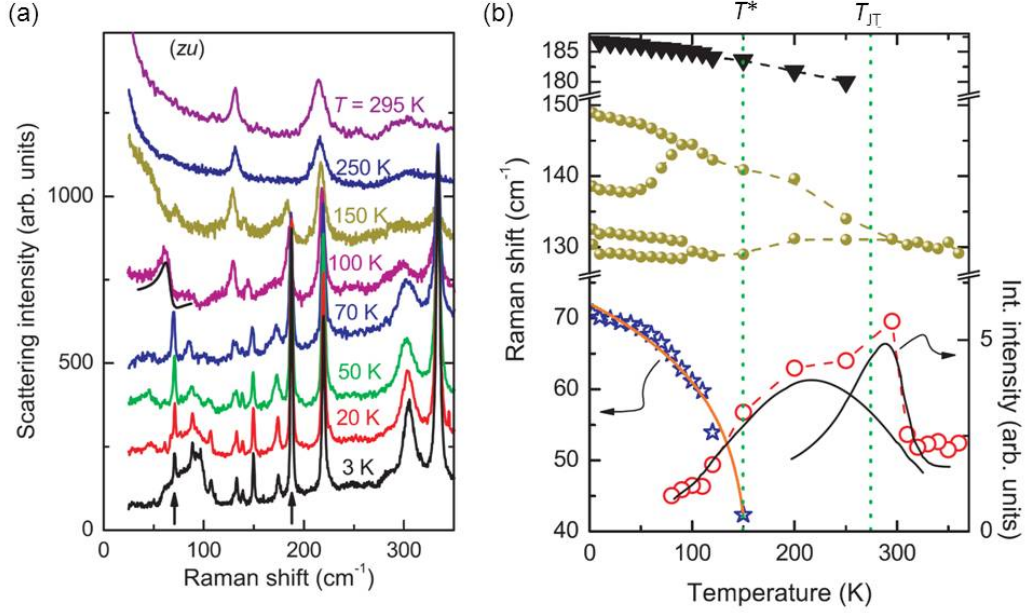 (a)
(zu)
T = 295 K
250 K
150 K
100 K
70 K
50 K
20 K
3 K
1000
500
0
0
100
200
300
Scattering intensity (arb. units)
Raman shift (cm⁻¹)
(b)
T*
T_JT
185
180
150
140
130
70
60
50
40
5
0
0
100
200
300
Raman shift (cm⁻¹)
Int. intensity (arb. units)
Temperature (K)